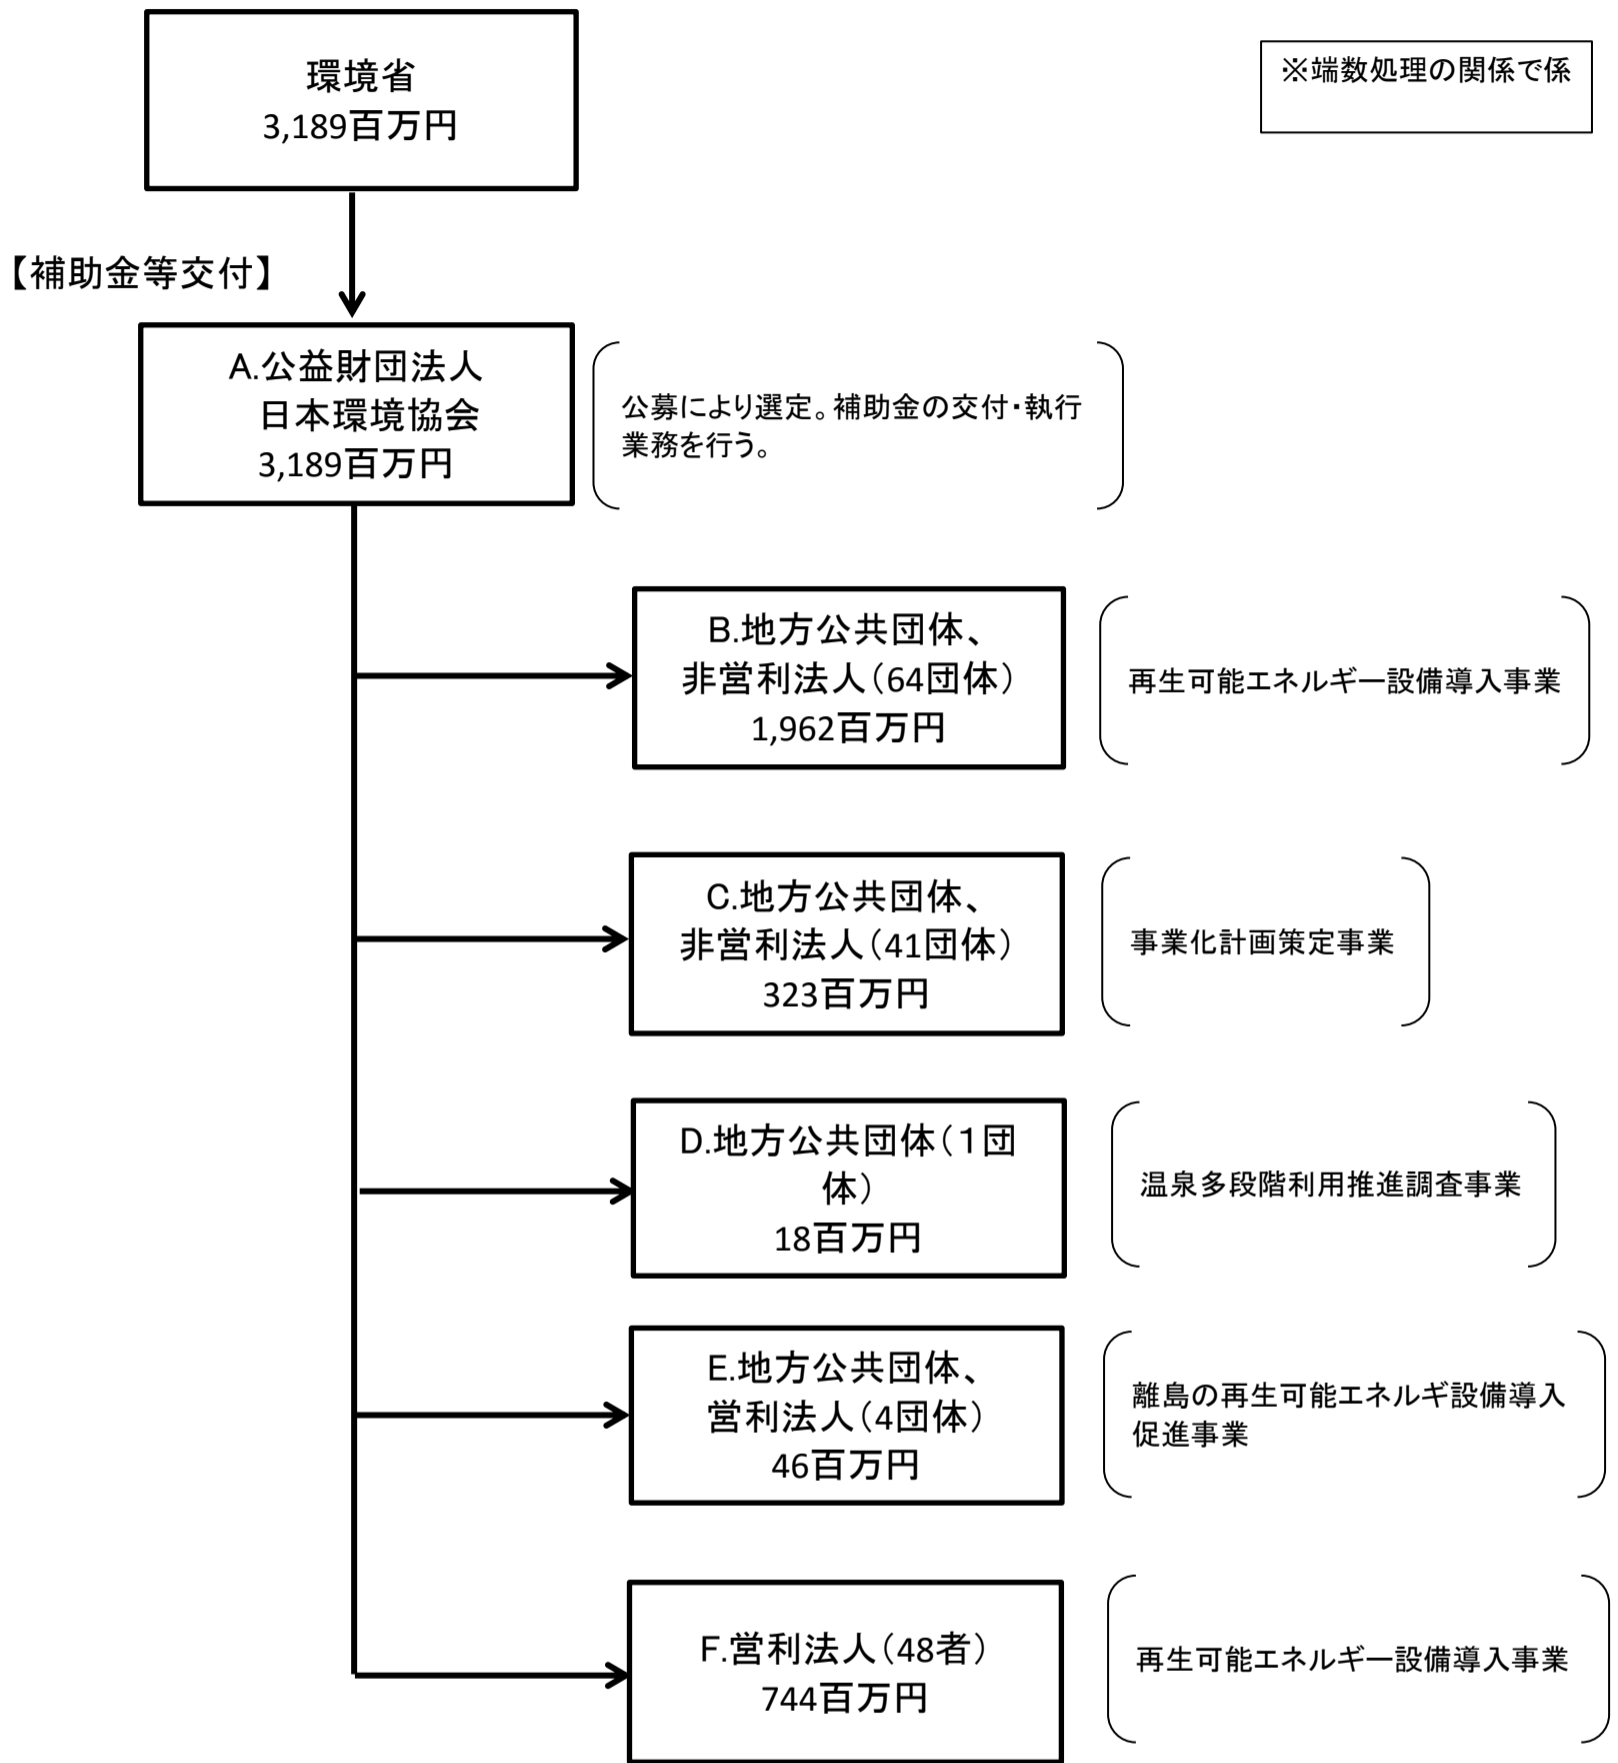 環境省
3,189百万円
※端数処理の関係で係
【補助金等交付】
A.公益財団法人
日本環境協会
3,189百万円
公募により選定。補助金の交付・執行
業務を行う。
B.地方公共団体、
非営利法人（64団体）
1,962百万円
再生可能エネルギー設備導入事業
C.地方公共団体、
非営利法人（41団体）
323百万円
事業化計画策定事業
D.地方公共団体（１団
体）
18百万円
温泉多段階利用推進調査事業
E.地方公共団体、
営利法人（4団体）
46百万円
離島の再生可能エネルギ設備導入
促進事業
F.営利法人（48者）
744百万円
再生可能エネルギー設備導入事業